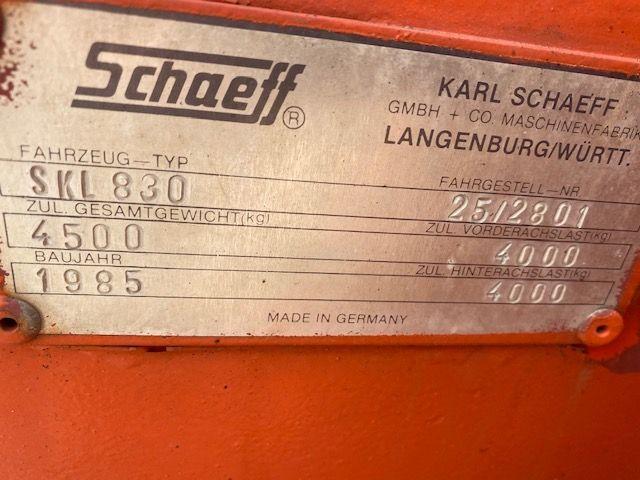 Schaeff ®
KARL SCHAEFF
GMBH + CO. MASCHINENFABRIK
LANGENBURG/WÜRTT.
FAHRZEUG-TYP
SKL 830
FAHRGESTELL-NR
25/2801
ZUL. GESAMTGEWICHT(kg)
4500
ZUL. VORDERACHSLAST(kg)
4000
BAUJAHR
1985
ZUL. HINTERACHSLAST(kg)
4000
MADE IN GERMANY